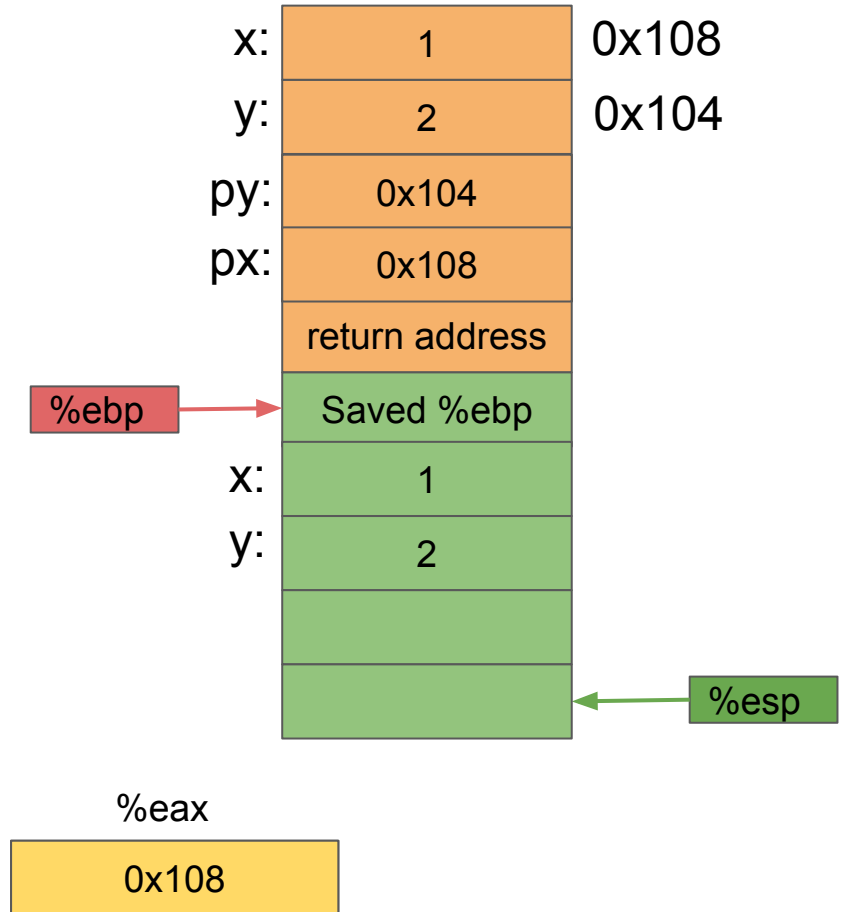 x: 1 0x108
y: 2 0x104
py: 0x104
px: 0x108
return address
%ebp Saved %ebp
x: 1
y: 2
%esp
%eax
0x108